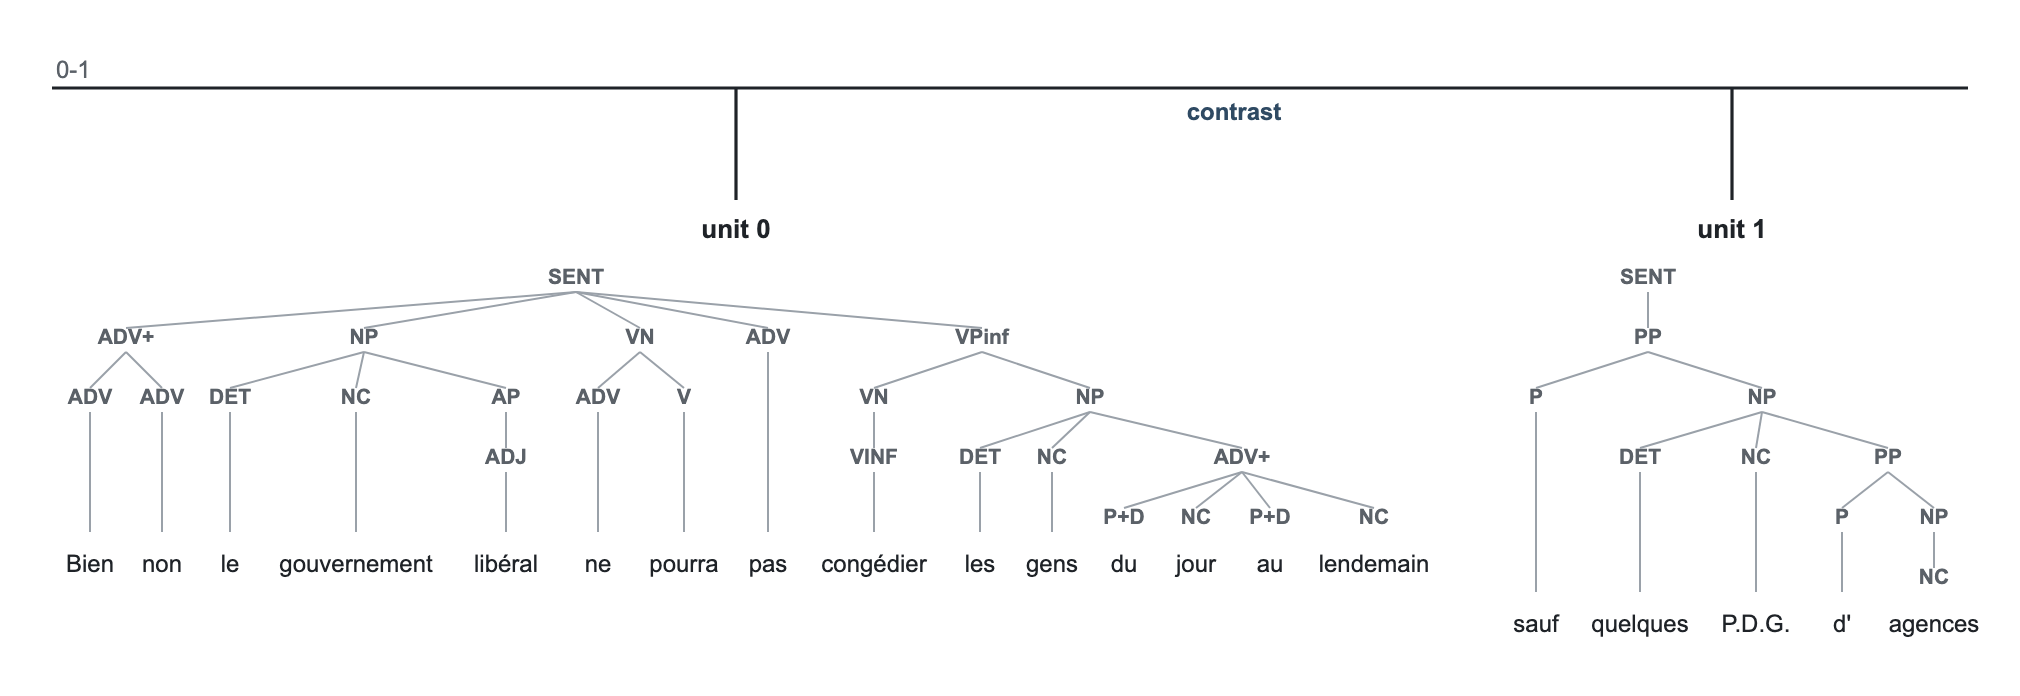 0-1
contrast
unit 0 unit 1
SENT SENT
ADV+ NP VN ADV VPinf PP
ADV ADV DET NC AP ADV V VN NP P NP
ADJ VINF DET NC ADV+ DET NC PP
P+D NC P+D NC P NP
Bien non le gouvernement libéral ne pourra pas congédier les gens du jour au lendemain
NC
sauf quelques P.D.G. d' agences